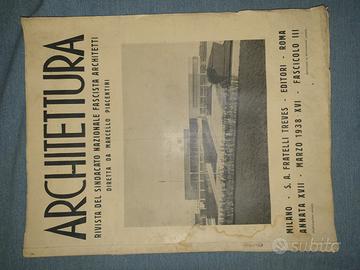 ARCHITETTURA
RIVISTA DEL SINDACATO NAZIONALE FASCISTA ARCHITETTI
DIRETTA DA MARCELLO PIACENTINI
MILANO - S. A. FRATELLI TREVES - EDITORI - ROMA
ANNATA XVII - MARZO 1938 XVI - FASCICOLO III
subito